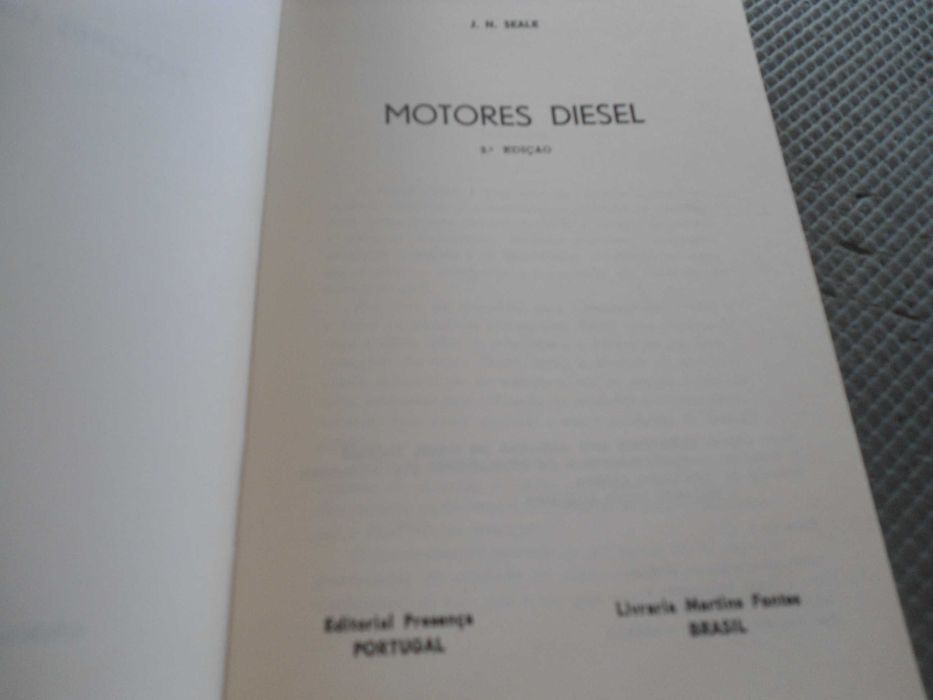 J. N. SEALE
MOTORES DIESEL
EDIÇÃO
Editorial Presença
PORTUGAL
Livraria Martins Fontes
BRASIL